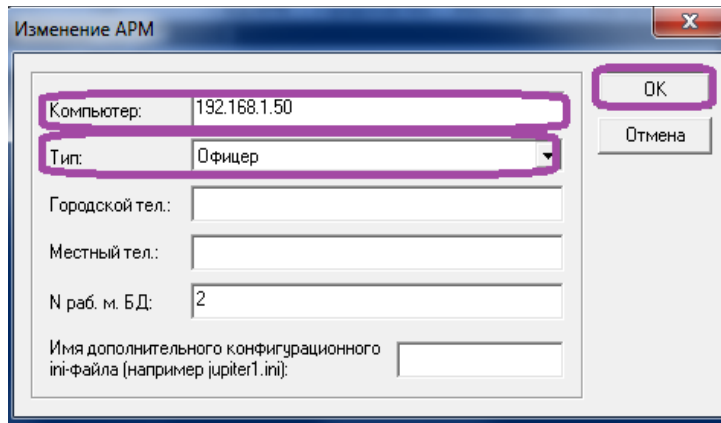 Изменение АРМ
Компьютер: 192.168.1.50
OK
Тип: Офицер
Отмена
Городской тел.:
Местный тел.:
N раб. м. БД: 2
Имя дополнительного конфигурационного
ini-файла (например jupiter1.ini):